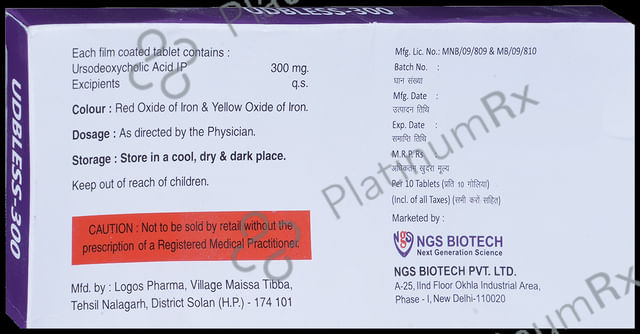 UDBLESS-300
UDBLESS-300
Each film coated tablet contains :
Ursodeoxycholic Acid IP 300 mg.
Excipients q.s.
Colour : Red Oxide of Iron & Yellow Oxide of Iron.
Dosage : As directed by the Physician.
Storage : Store in a cool, dry & dark place.
Keep out of reach of children.
CAUTION : Not to be sold by retail without the
prescription of a Registered Medical Practitioner.
Mfd. by : Logos Pharma, Village Maissa Tibba,
Tehsil Nalagarh, District Solan (H.P.) - 174 101
Mfg. Lic. No.: MNB/09/809 & MB/09/810
Batch No. :
घान संख्या
Mfg. Date :
उत्पादन तिथि
Exp. Date :
समाप्ति तिथि
M.R.P. Rs :
अधिकतम खुदरा मूल्य
Per 10 Tablets (प्रति 10 गोलिया)
(Incl. of all Taxes) (सभी करों सहित)
Marketed by :
NGS
NGS BIOTECH
Next Generation Science
NGS BIOTECH PVT. LTD.
A-25, IInd Floor Okhla Industrial Area,
Phase - I, New Delhi-110020
PlatinumRx
PlatinumRx
PlatinumRx